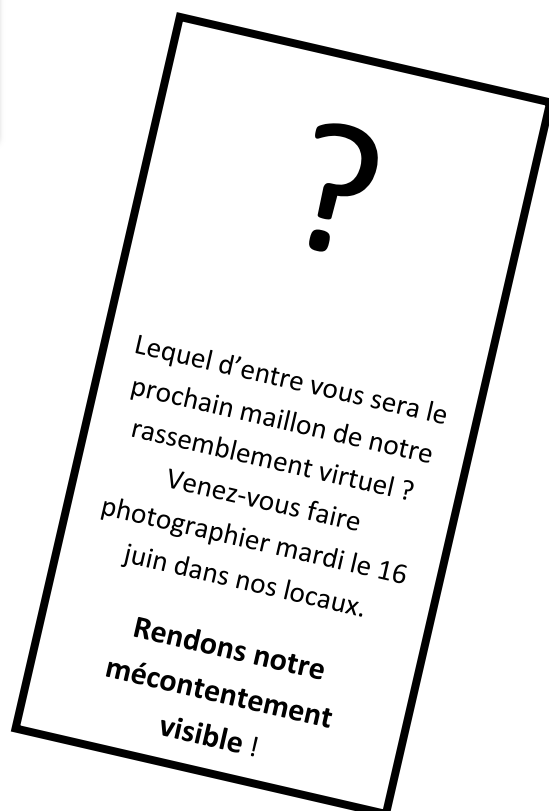 ?
Lequel d’entre vous sera le
prochain maillon de notre
rassemblement virtuel ?
Venez-vous faire
photographier mardi le 16
juin dans nos locaux.
Rendons notre
mécontentement
visible !